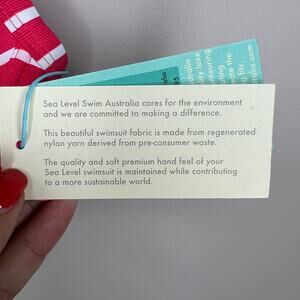 Sea Level Swim Australia cares for the environment
and we are committed to making a difference.
This beautiful swimsuit fabric is made from regenerated
nylon yarn derived from pre-consumer waste.
The quality and soft premium hand feel of your
Sea Level swimsuit is maintained while contributing
to a more sustainable world.